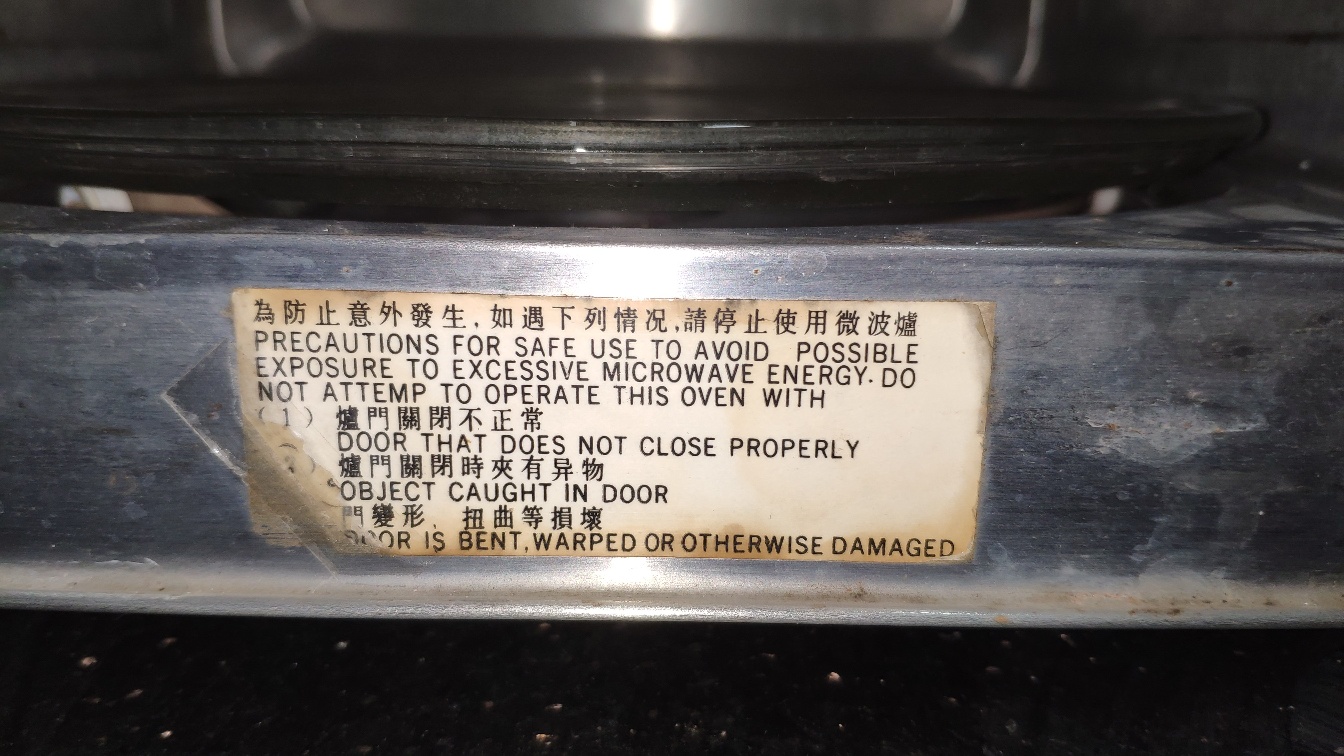 為防止意外發生,如遇下列情况,請停止使用微波爐
PRECAUTIONS FOR SAFE USE TO AVOID POSSIBLE
EXPOSURE TO EXCESSIVE MICROWAVE ENERGY. DO
NOT ATTEMP TO OPERATE THIS OVEN WITH
(1) 爐門關閉不正常
DOOR THAT DOES NOT CLOSE PROPERLY
爐門關閉時夾有异物
OBJECT CAUGHT IN DOOR
門變形、扭曲等損壞
DOOR IS BENT,WARPED OR OTHERWISE DAMAGED